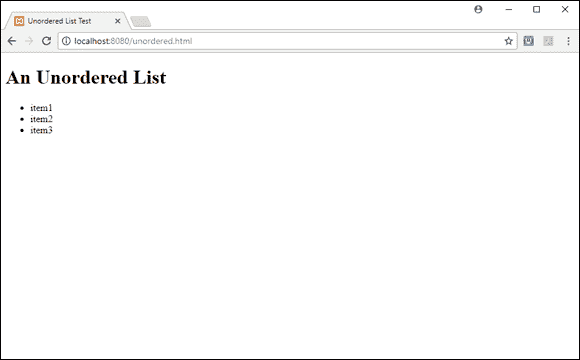 Unordered List Test
localhost:8080/unordered.html
An Unordered List
item1
item2
item3